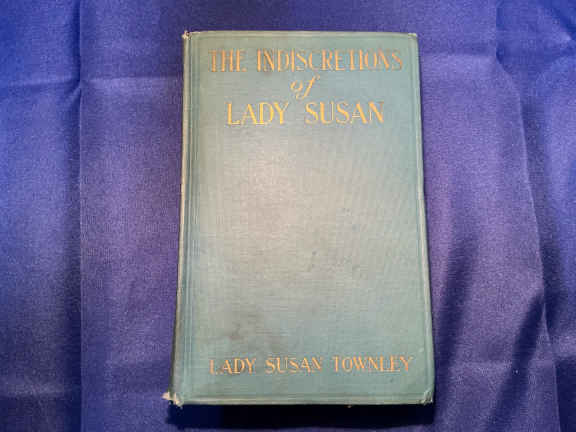 THE INDISCRETIONS
of
LADY SUSAN
LADY SUSAN TOWNLEY